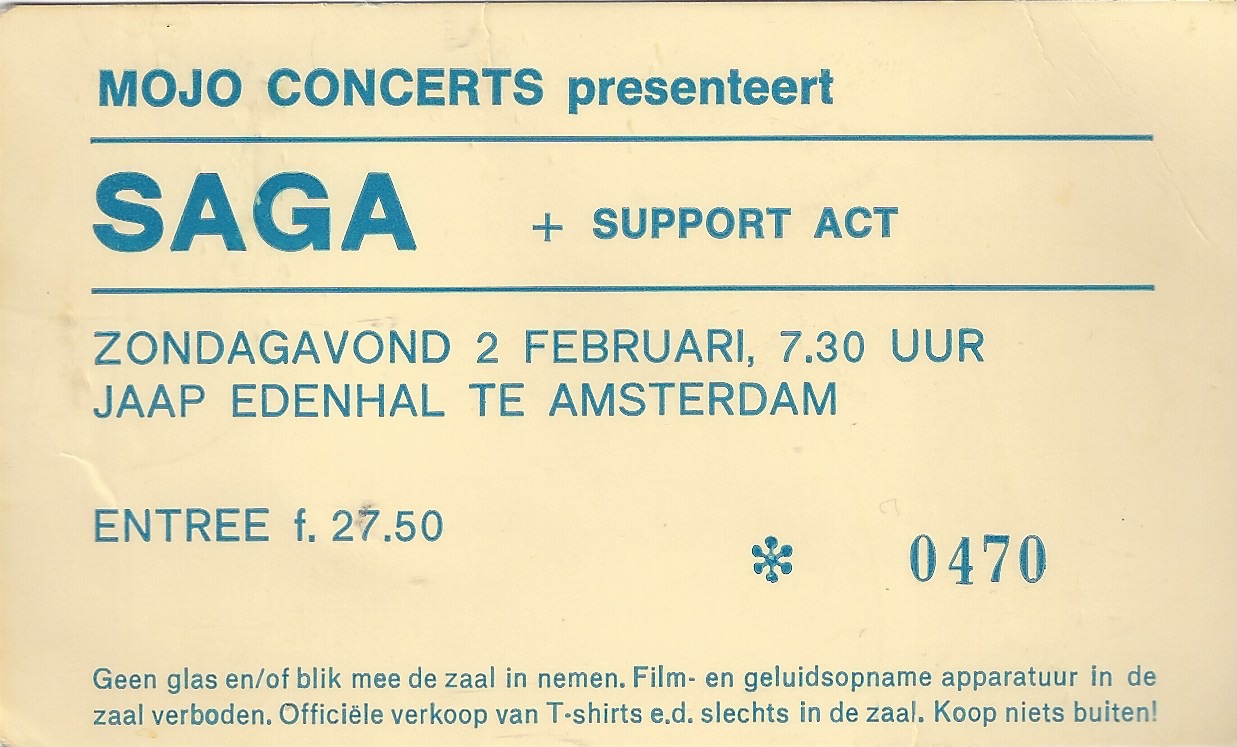 MOJO CONCERTS presenteert
SAGA + SUPPORT ACT
ZONDAGAVOND 2 FEBRUARI, 7.30 UUR
JAAP EDENHAL TE AMSTERDAM
ENTREE f. 27.50
* 0470
Geen glas en/of blik mee de zaal in nemen. Film- en geluidsopname apparatuur in de
zaal verboden. Officiële verkoop van T-shirts e.d. slechts in de zaal. Koop niets buiten!